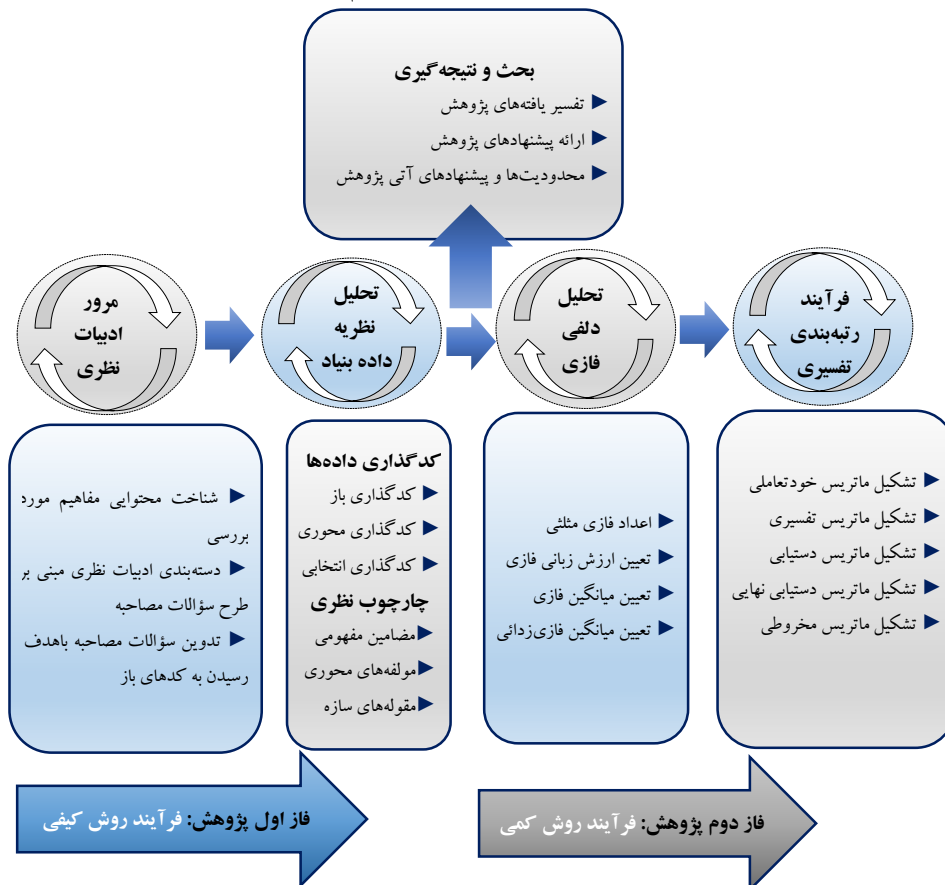 بحث و نتیجه‌گیری
◄ تفسیر یافته‌های پژوهش
◄ ارائه پیشنهادهای پژوهش
◄ محدودیت‌ها و پیشنهادهای آتی پژوهش
مرور
ادبیات
نظری
تحلیل
نظریه
داده بنیاد
تحلیل
دلفی
فازی
فرآیند
رتبه‌بندی
تفسیری
◄ شناخت محتوایی مفاهیم مورد
بررسی
◄ دسته‌بندی ادبیات نظری مبنی بر
طرح سؤالات مصاحبه
◄ تدوین سؤالات مصاحبه باهدف
رسیدن به کدهای باز
کدگذاری داده‌ها
◄ کدگذاری باز
◄ کدگذاری محوری
◄ کدگذاری انتخابی
چارچوب نظری
◄ مضامین مفهومی
◄ مولفه‌های محوری
◄ مقوله‌های سازه
◄ اعداد فازی مثلثی
◄ تعیین ارزش زبانی فازی
◄ تعیین میانگین فازی
◄ تعیین میانگین فازی‌زدائی
◄ تشکیل ماتریس خودتعاملی
◄ تشکیل ماتریس تفسیری
◄ تشکیل ماتریس دستیابی
◄ تشکیل ماتریس دستیابی نهایی
◄ تشکیل ماتریس مخروطی
فاز اول پژوهش: فرآیند روش کیفی
فاز دوم پژوهش: فرآیند روش کمی